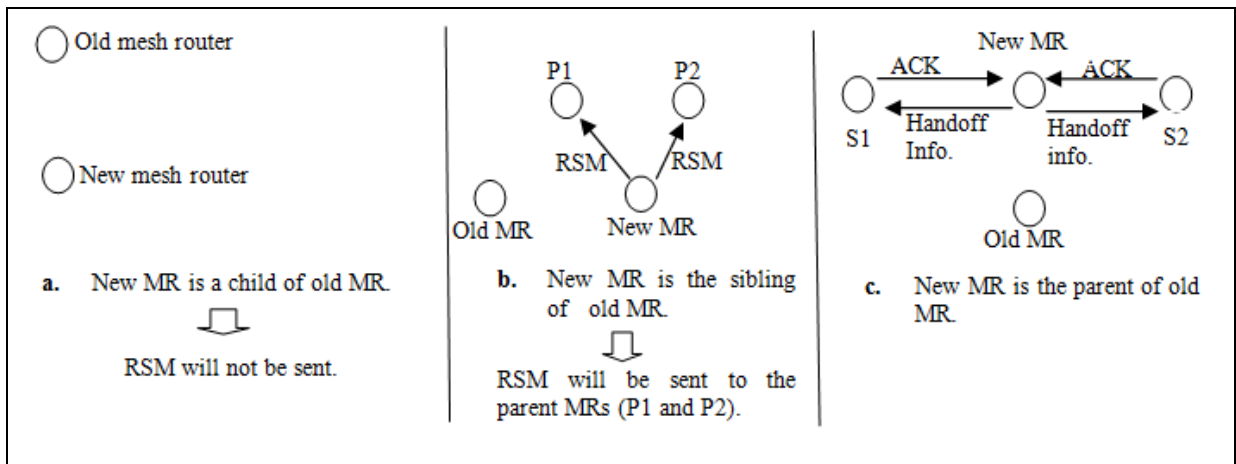 Old mesh router
New mesh router
a. New MR is a child of old MR.
RSM will not be sent.
P1 P2
RSM RSM
Old MR
New MR
b. New MR is the sibling
of old MR.
RSM will be sent to the
parent MRs (P1 and P2).
New MR
ACK ACK
Handoff
Info.
Handoff
info.
S1 S2
Old MR
c. New MR is the parent of old
MR.